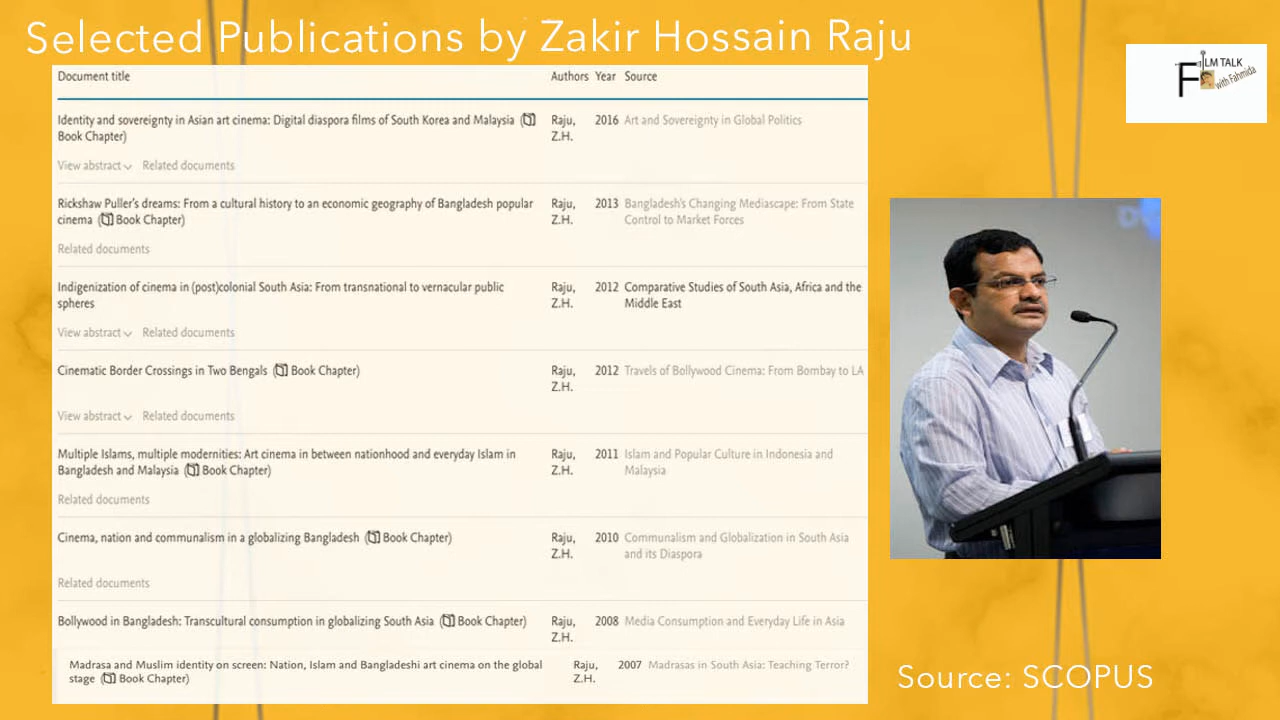 Selected Publications by Zakir Hossain Raju
FILM TALK
with Fahmida
Document title Authors Year Source
Identity and sovereignty in Asian art cinema: Digital diaspora films of South Korea and Malaysia ( Raju, 2016 Art and Sovereignty in Global Politics
Book Chapter) Z.H.
View abstract Related documents
Rickshaw Puller's dreams: From a cultural history to an economic geography of Bangladesh popular Raju, 2013 Bangladesh's Changing Mediascape: From State
cinema ( Book Chapter) Z.H. Control to Market Forces
Related documents
Indigenization of cinema in (post)colonial South Asia: From transnational to vernacular public Raju, 2012 Comparative Studies of South Asia, Africa and the
spheres Z.H. Middle East
View abstract Related documents
Cinematic Border Crossings in Two Bengals ( Book Chapter) Raju, 2012 Travels of Bollywood Cinema: From Bombay to LA
Z.H.
View abstract Related documents
Multiple Islams, multiple modernities: Art cinema in between nationhood and everyday Islam in Raju, 2011 Islam and Popular Culture in Indonesia and
Bangladesh and Malaysia ( Book Chapter) Z.H. Malaysia
Related documents
Cinema, nation and communalism in a globalizing Bangladesh ( Book Chapter) Raju, 2010 Communalism and Globalization in South Asia
Z.H. and its Diaspora
Related documents
Bollywood in Bangladesh: Transcultural consumption in globalizing South Asia ( Book Chapter) Raju, 2008 Media Consumption and Everyday Life in Asia
Z.H.
Madrasa and Muslim identity on screen: Nation, Islam and Bangladeshi art cinema on the global Raju, 2007 Madrasas in South Asia: Teaching Terror?
stage ( Book Chapter) Z.H.
Source: SCOPUS